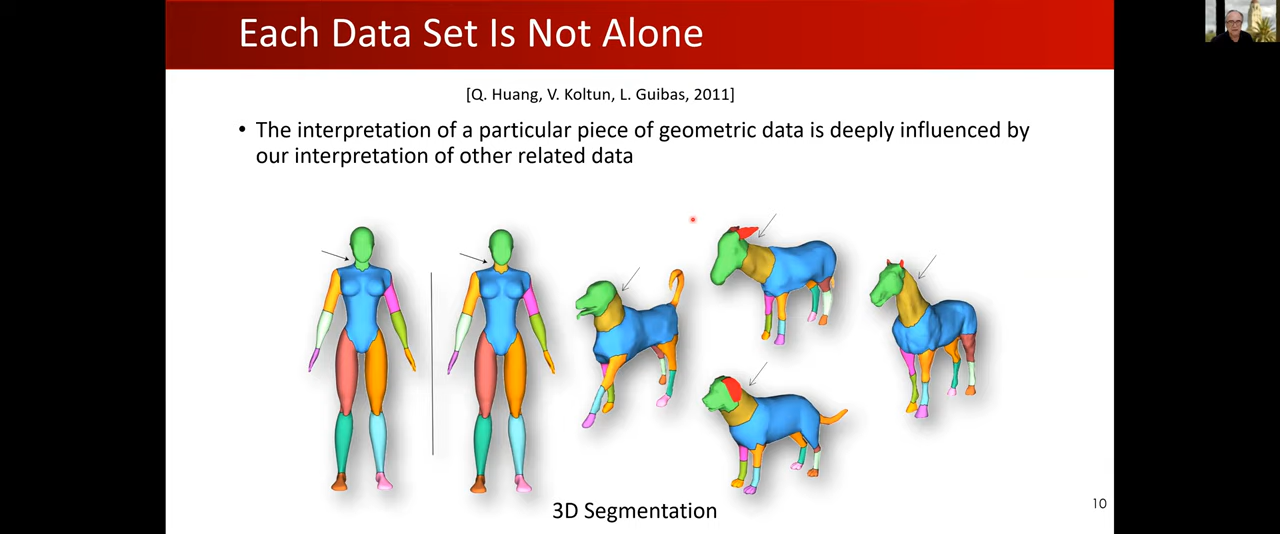 Each Data Set Is Not Alone
[Q. Huang, V. Koltun, L. Guibas, 2011]
• The interpretation of a particular piece of geometric data is deeply influenced by
our interpretation of other related data
3D Segmentation
10